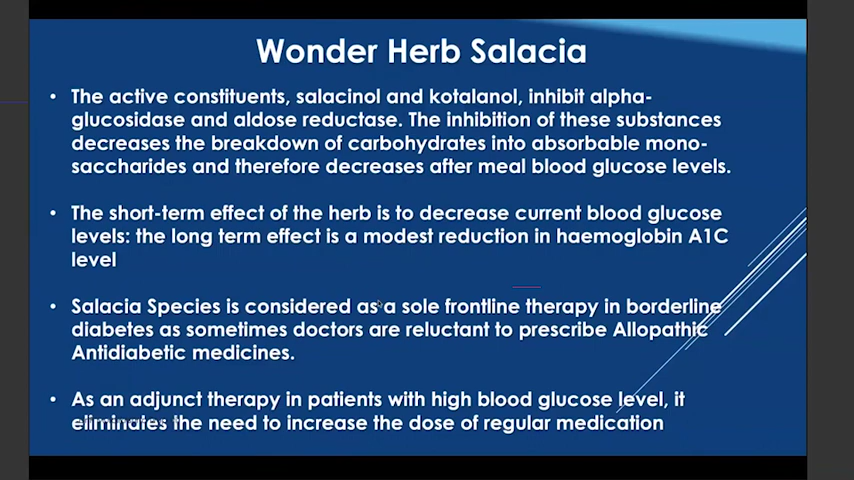 Wonder Herb Salacia
• The active constituents, salacinol and kotalanol, inhibit alpha-
glucosidase and aldose reductase. The inhibition of these substances
decreases the breakdown of carbohydrates into absorbable mono-
saccharides and therefore decreases after meal blood glucose levels.
• The short-term effect of the herb is to decrease current blood glucose
levels: the long term effect is a modest reduction in haemoglobin A1C
level
• Salacia Species is considered as a sole frontline therapy in borderline
diabetes as sometimes doctors are reluctant to prescribe Allopathic
Antidiabetic medicines.
• As an adjunct therapy in patients with high blood glucose level, it
eliminates the need to increase the dose of regular medication